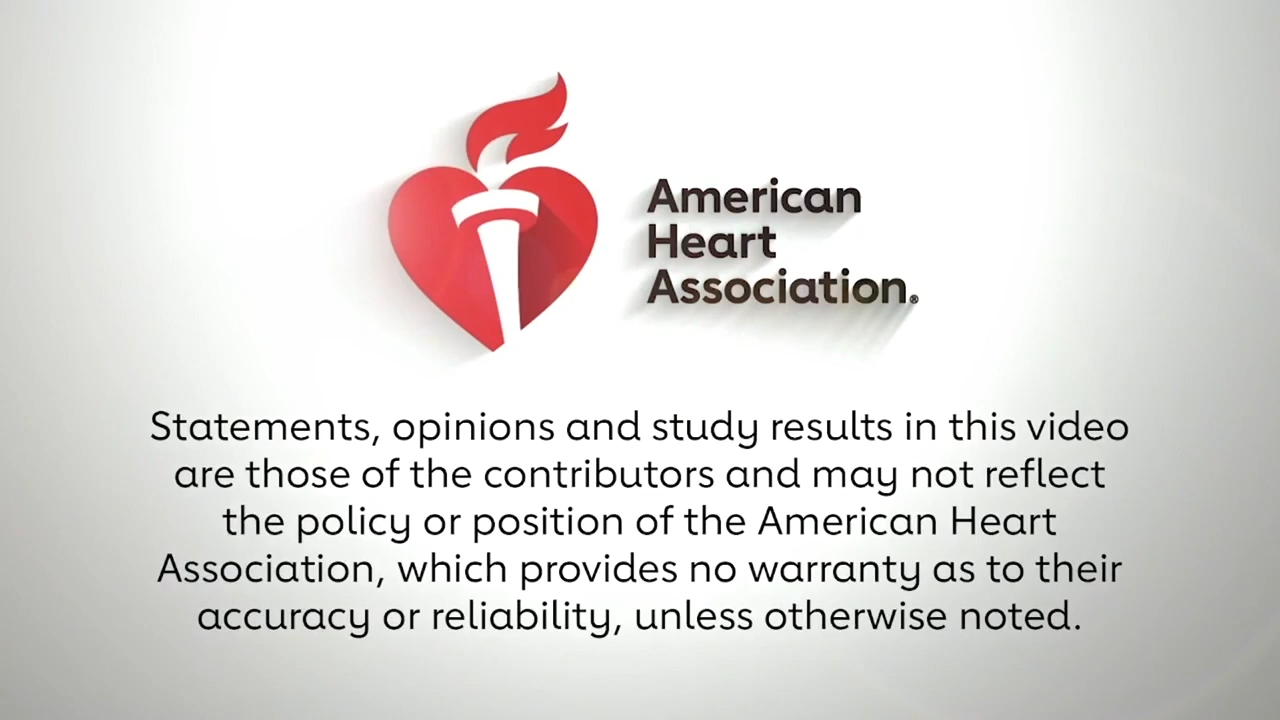 American
Heart
Association®
Statements, opinions and study results in this video
are those of the contributors and may not reflect
the policy or position of the American Heart
Association, which provides no warranty as to their
accuracy or reliability, unless otherwise noted.